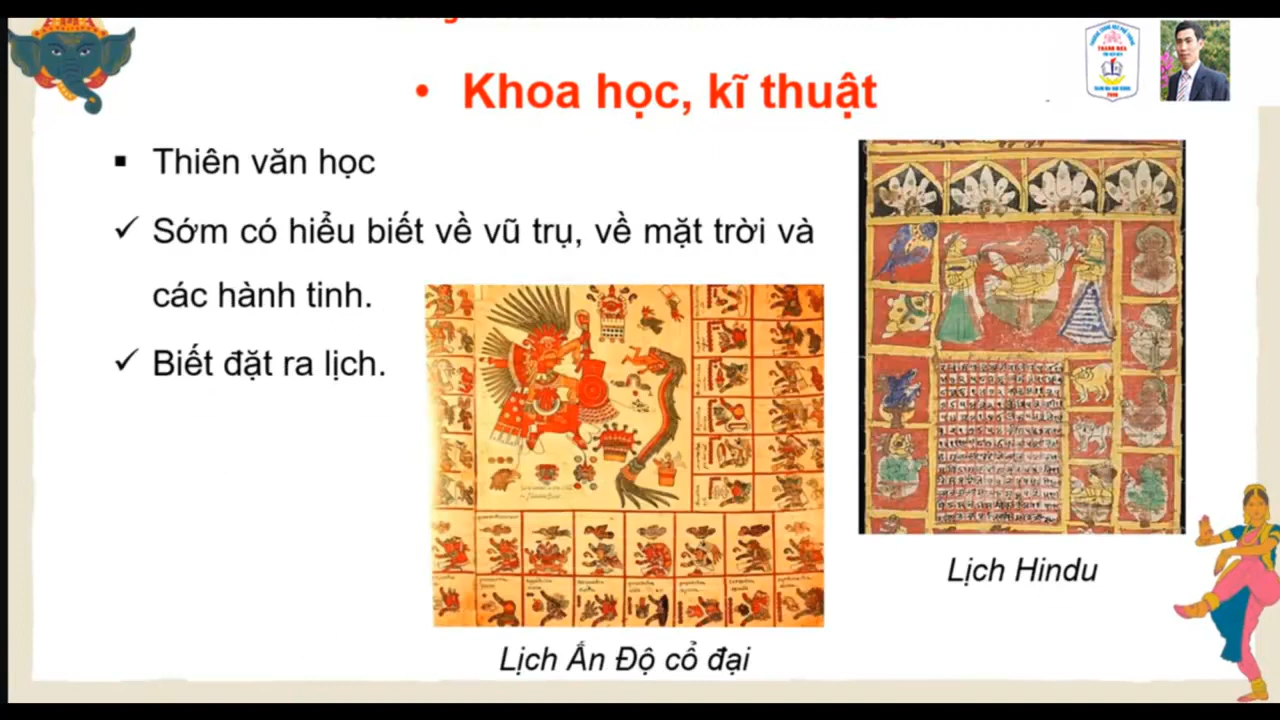 Khoa học, kĩ thuật
Thiên văn học
Sớm có hiểu biết về vũ trụ, về mặt trời và
các hành tinh.
Biết đặt ra lịch.
Lịch Hindu
Lịch Ấn Độ cổ đại